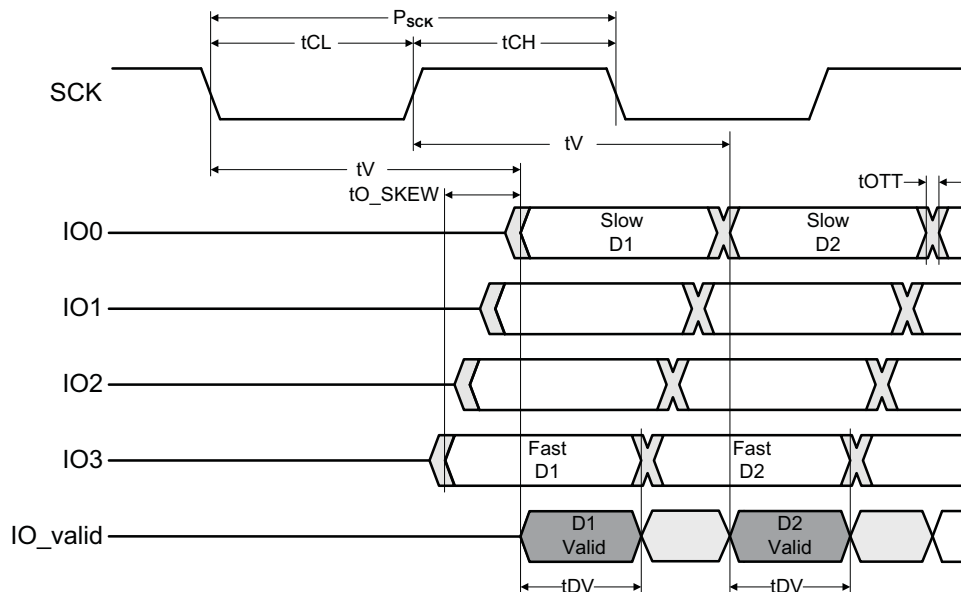 P_SCK
tCL
tCH
SCK
tV
tV
tO_SKEW
tOTT
IO0
Slow
D1
Slow
D2
IO1
IO2
IO3
Fast
D1
Fast
D2
IO_valid
D1
Valid
D2
Valid
tDV
tDV